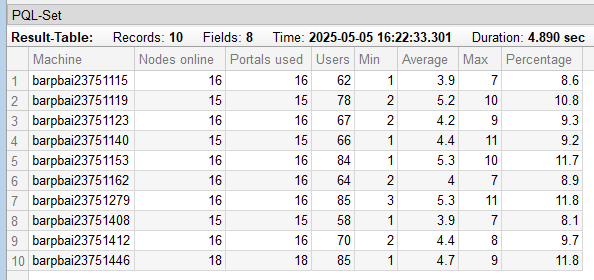 PQL-Set
Result-Table: Records: 10 Fields: 8 Time: 2025-05-05 16:22:33.301 Duration: 4.890 sec
Machine Nodes online Portals used Users Min Average Max Percentage
1 barpbai23751115 16 16 62 1 3.9 7 8.6
2 barpbai23751119 15 15 78 2 5.2 10 10.8
3 barpbai23751123 16 16 67 2 4.2 9 9.3
4 barpbai23751140 15 15 66 1 4.4 11 9.2
5 barpbai23751153 16 16 84 1 5.3 10 11.7
6 barpbai23751162 16 16 64 2 4 7 8.9
7 barpbai23751279 16 16 85 3 5.3 11 11.8
8 barpbai23751408 15 15 58 1 3.9 7 8.1
9 barpbai23751412 16 16 70 2 4.4 8 9.7
10 barpbai23751446 18 18 85 1 4.7 9 11.8